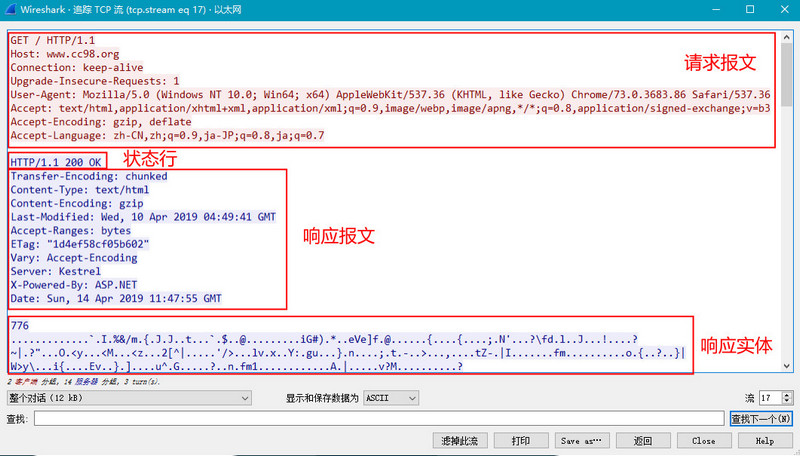 Wireshark · 追踪 TCP 流 (tcp.stream eq 17) · 以太网
GET / HTTP/1.1
Host: www.cc98.org
Connection: keep-alive
Upgrade-Insecure-Requests: 1
User-Agent: Mozilla/5.0 (Windows NT 10.0; Win64; x64) AppleWebKit/537.36 (KHTML, like Gecko) Chrome/73.0.3683.86 Safari/537.36
Accept: text/html,application/xhtml+xml,application/xml;q=0.9,image/webp,image/apng,*/*;q=0.8,application/signed-exchange;v=b3
Accept-Encoding: gzip, deflate
Accept-Language: zh-CN,zh;q=0.9,ja-JP;q=0.8,ja;q=0.7
请求报文
HTTP/1.1 200 OK
状态行
Transfer-Encoding: chunked
Content-Type: text/html
Content-Encoding: gzip
Last-Modified: Wed, 10 Apr 2019 04:49:41 GMT
Accept-Ranges: bytes
ETag: "1d4ef58cf05b602"
Vary: Accept-Encoding
Server: Kestrel
X-Powered-By: ASP.NET
Date: Sun, 14 Apr 2019 11:47:55 GMT
响应报文
776
响应实体
2 客户端 分组, 14 服务器 分组, 3 turn(s).
整个对话 (12 kB)
显示和保存数据为 ASCII
流 17
查找:
查找下一个(N)
滤掉此流
打印
Save as…
返回
Close
Help